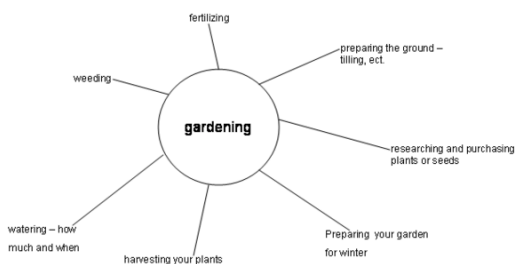 fertilizing
preparing the ground –
tilling, ect.
weeding
gardening
researching and purchasing
plants or seeds
watering – how
much and when
Preparing your garden
for winter
harvesting your plants